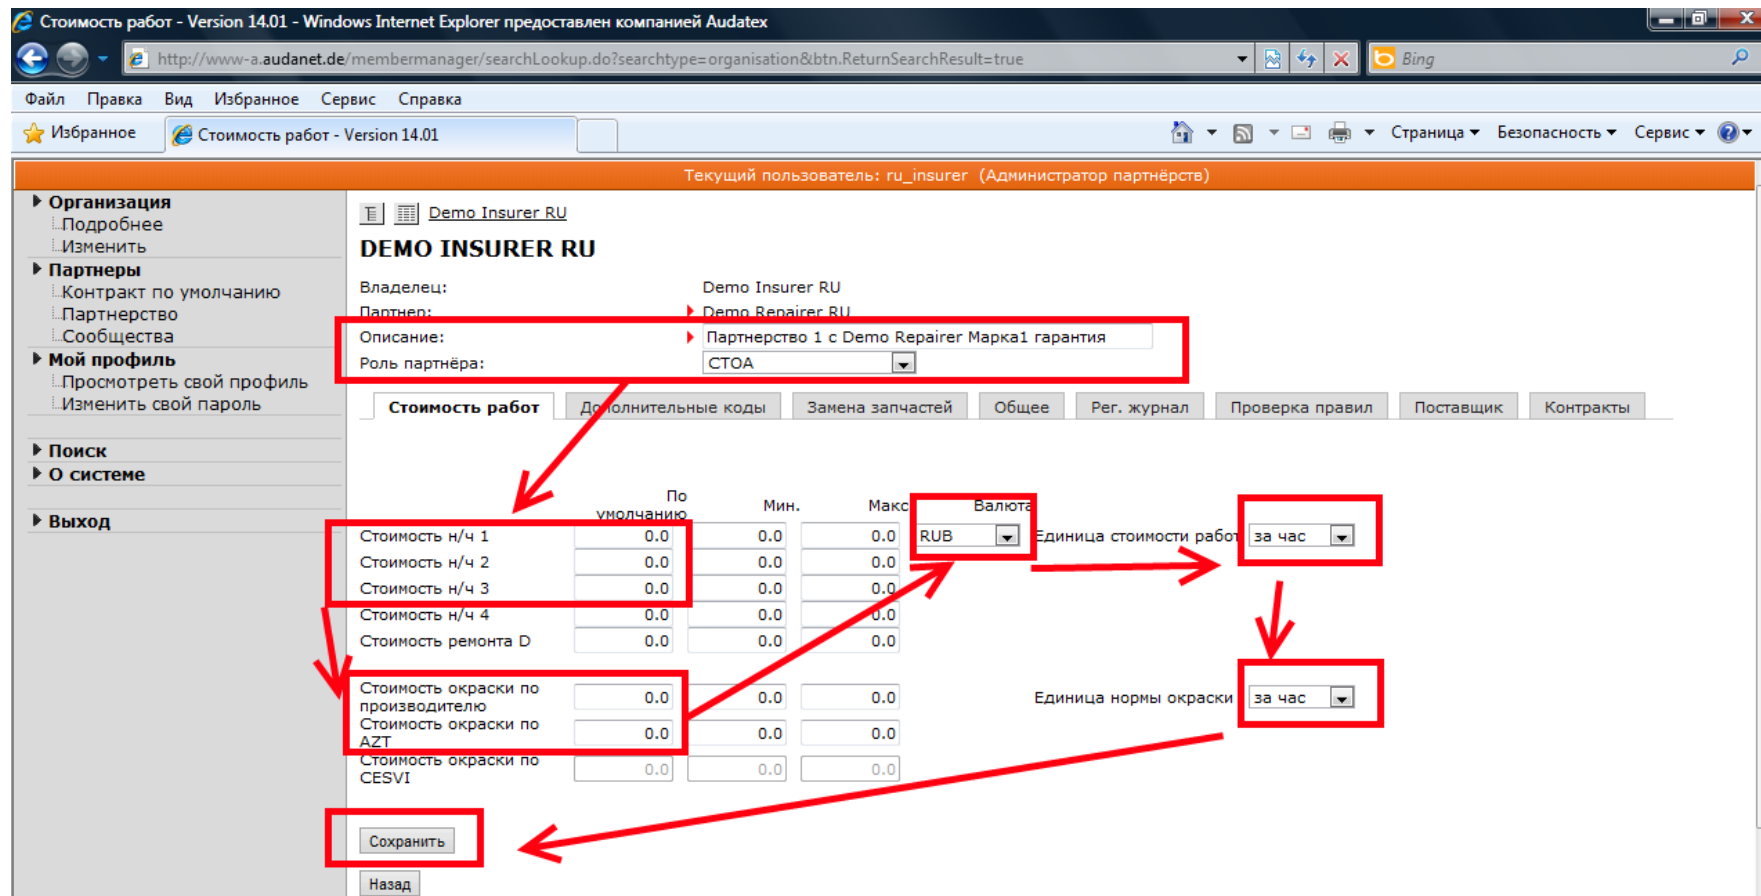 Стоимость работ - Version 14.01 - Windows Internet Explorer предоставлен компанией Audatex
http://www-a.audanet.de/membermanager/searchLookup.do?searchtype=organisation&btn.ReturnSearchResult=true
Bing
Файл Правка Вид Избранное Сервис Справка
Избранное Стоимость работ - Version 14.01 Страница Безопасность Сервис
Текущий пользователь: ru_insurer (Администратор партнёрств)
Организация
Подробнее
Изменить
Партнеры
Контракт по умолчанию
Партнерство
Сообщества
Мой профиль
Просмотреть свой профиль
Изменить свой пароль
Поиск
О системе
Выход
Demo Insurer RU
DEMO INSURER RU
Владелец: Demo Insurer RU
Партнер: Demo Repairer RU
Описание: Партнерство 1 с Demo Repairer Марка1 гарантия
Роль партнёра: СТОА
Стоимость работ Дополнительные коды Замена запчастей Общее Рег. журнал Проверка правил Поставщик Контракты
По умолчанию Мин. Макс Валюта
Стоимость н/ч 1 0.0 0.0 0.0 RUB Единица стоимости работ за час
Стоимость н/ч 2 0.0 0.0 0.0
Стоимость н/ч 3 0.0 0.0 0.0
Стоимость н/ч 4 0.0 0.0 0.0
Стоимость ремонта D 0.0 0.0 0.0
Стоимость окраски по производителю 0.0 0.0 0.0 Единица нормы окраски за час
Стоимость окраски по AZT 0.0 0.0 0.0
Стоимость окраски по CESVI 0.0 0.0 0.0
Сохранить
Назад